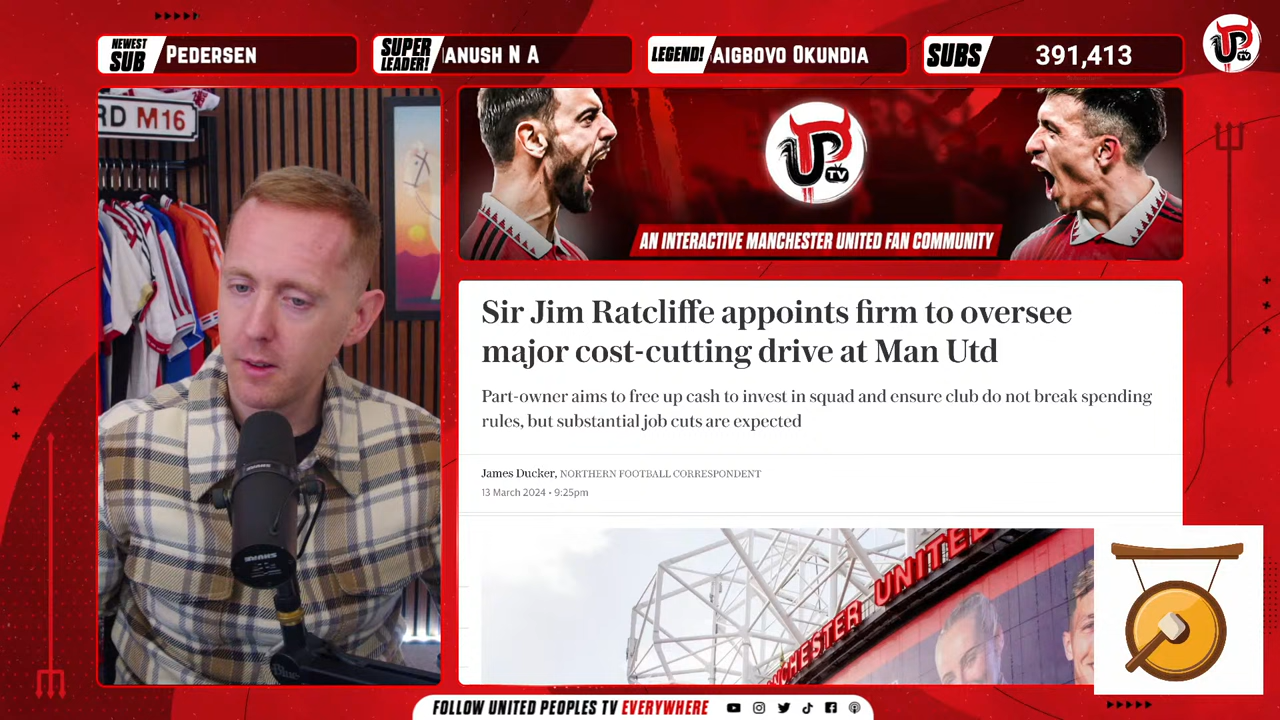 NEWEST
SUB
PEDERSEN
SUPER
LEADER!
ANUSH N A
LEGEND!
AIGBOVO OKUNDIA
SUBS
391,413
UP
TV
RD M16
UP
TV
AN INTERACTIVE MANCHESTER UNITED FAN COMMUNITY
Sir Jim Ratcliffe appoints firm to oversee
major cost-cutting drive at Man Utd
Part-owner aims to free up cash to invest in squad and ensure club do not break spending
rules, but substantial job cuts are expected
James Ducker, NORTHERN FOOTBALL CORRESPONDENT
13 March 2024 • 9:25pm
CHESTER UNITED
SHURE
FOLLOW UNITED PEOPLES TV EVERYWHERE